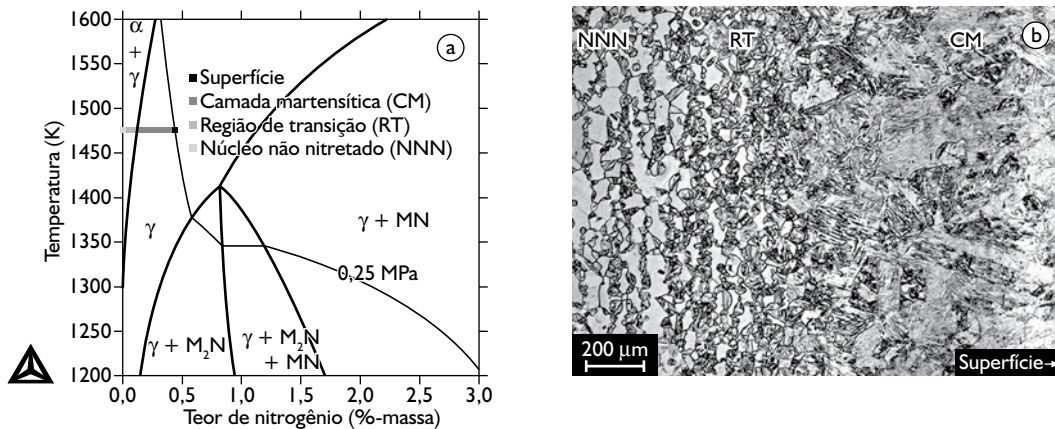 1600
1550
1500
1450
1400
1350
1300
1250
1200
Temperatura (K)
0,0
0,5
1,0
1,5
2,0
2,5
3,0
Teor de nitrogênio (%-massa)
a
α
+
γ
Superfície
Camada martensítica (CM)
Região de transição (RT)
Núcleo não nitretado (NNN)
γ
γ + MN
0,25 MPa
γ + M₂N
γ + M₂N
+ MN
b
NNN
RT
CM
200 µm
Superfície→